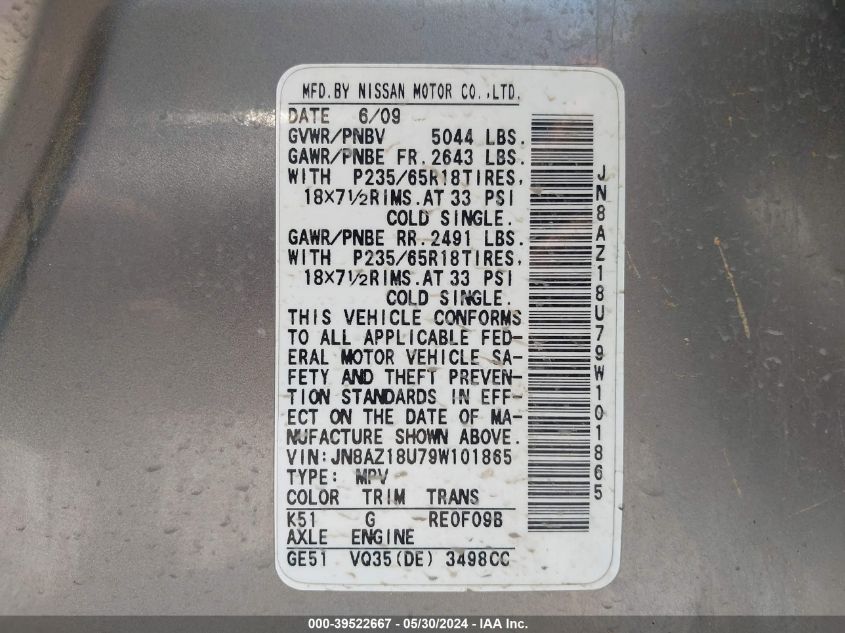 MFD.BY NISSAN MOTOR CO.,LTD.
DATE 6/09
GVWR/PNBV 5044 LBS.
GAWR/PNBE FR.2643 LBS.
WITH P235/65R18TIRES,
18×7½RIMS.AT 33 PSI
COLD SINGLE.
GAWR/PNBE RR.2491 LBS.
WITH P235/65R18TIRES,
18×7½RIMS.AT 33 PSI
COLD SINGLE.
THIS VEHICLE CONFORMS
TO ALL APPLICABLE FED-
ERAL MOTOR VEHICLE SA-
FETY AND THEFT PREVEN-
TION STANDARDS IN EFF-
ECT ON THE DATE OF MA-
NUFACTURE SHOWN ABOVE.
VIN:JN8AZ18U79W101865
TYPE: MPV
COLOR TRIM TRANS
K51 G RE0F09B
AXLE ENGINE
GE51 VQ35(DE) 3498CC
JN8AZ18U79W101865
000-39522667 - 05/30/2024 - IAA Inc.